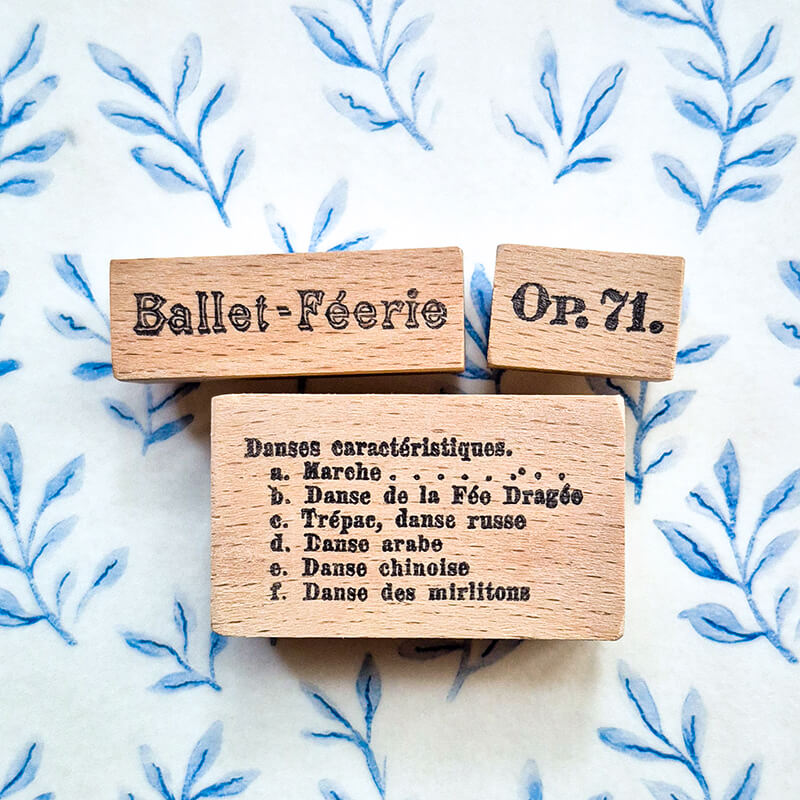 Ballet-Féerie
Op. 71.
Danses caractéristiques.
a. Marche . . . . . . . .
b. Danse de la Fée Dragée
c. Trépac, danse russe
d. Danse arabe
e. Danse chinoise
f. Danse des mirlitons